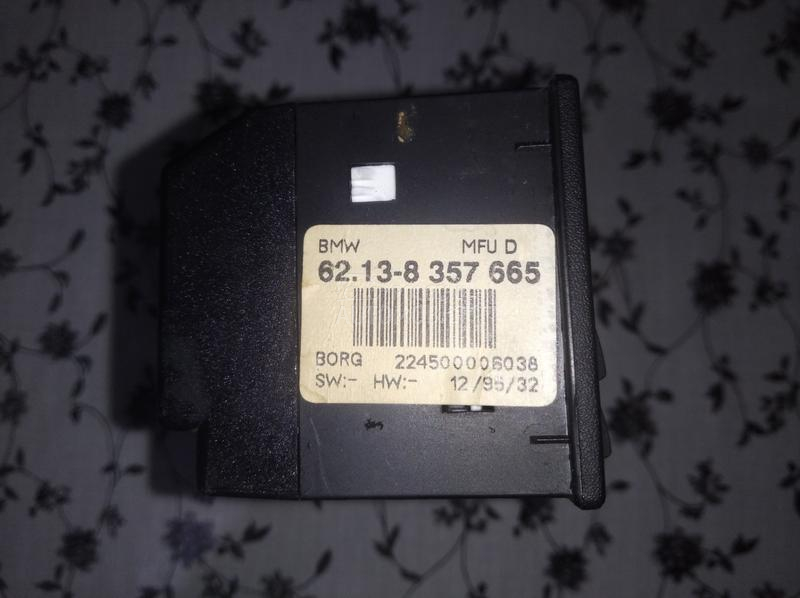 BMW MFU D
62.13-8 357 665
BORG 224500006038
SW:- HW:- 12/95/32